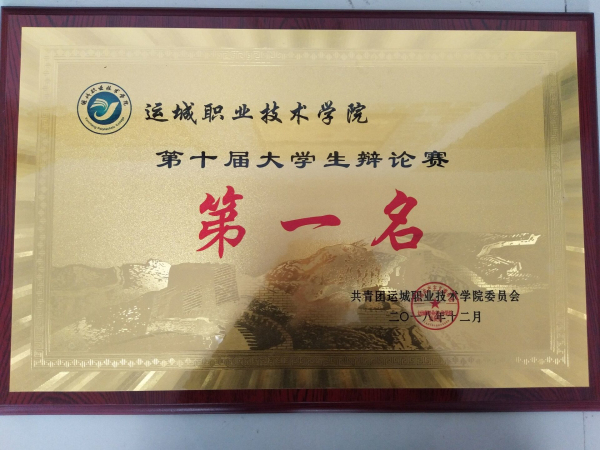 运城职业技术学院
第十届大学生辩论赛
第一名
共青团运城职业技术学院委员会
二〇一八年十二月